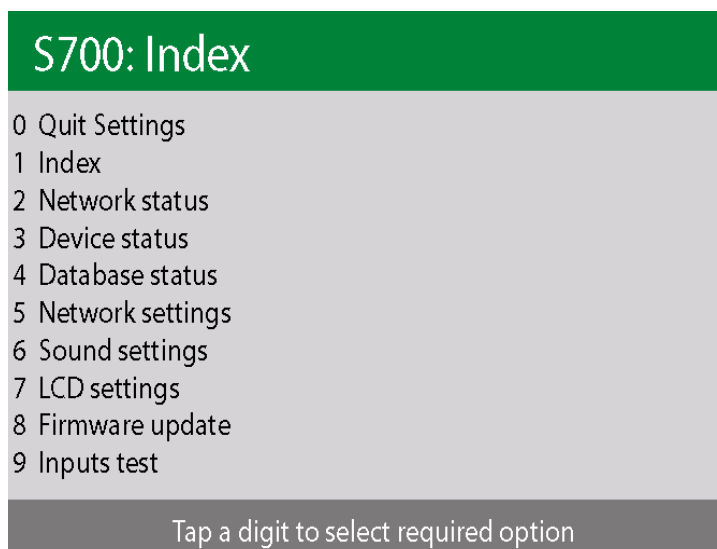 S700: Index
0 Quit Settings
1 Index
2 Network status
3 Device status
4 Database status
5 Network settings
6 Sound settings
7 LCD settings
8 Firmware update
9 Inputs test
Tap a digit to select required option